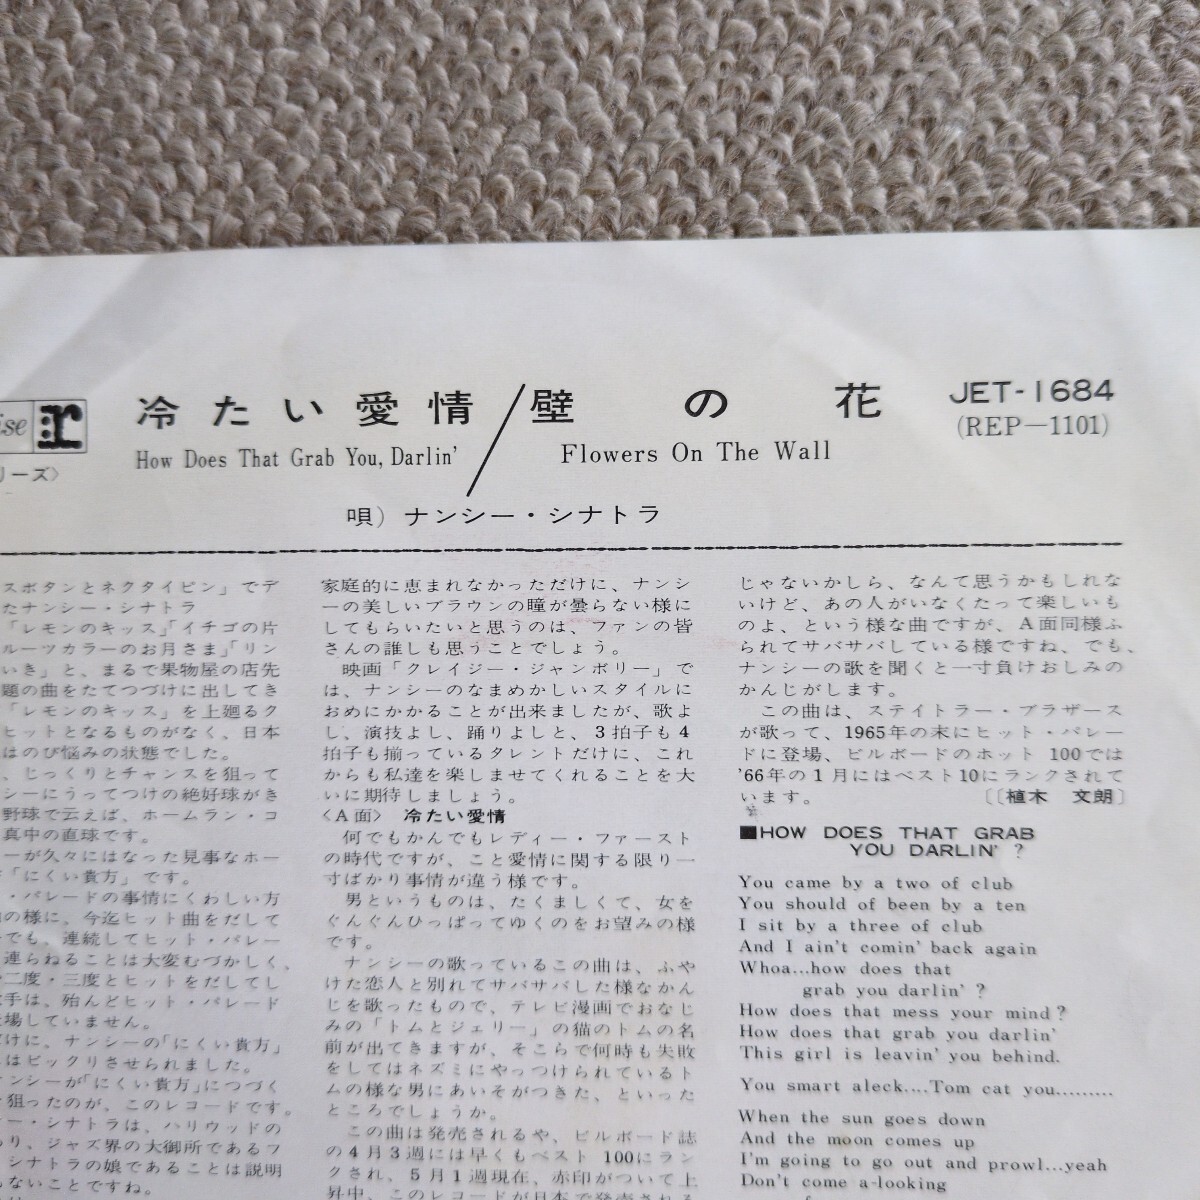 冷たい愛情/壁の花
How Does That Grab You, Darlin'
Flowers On The Wall
JET-1684
(REP-1101)
ise r
リーズ〉
唄) ナンシー・シナトラ
スボタンとネクタイピン」でデ
たナンシー・シナトラ
「レモンのキッス」「イチゴの片
ルーツカラーのお月さま」「リン
いき」と、まるで果物屋の店先
題の曲をたてつづけに出してき
「レモンのキッス」を上廻るク
ヒットとなるものがなく、日本
はのび悩みの状態でした。
、じっくりとチャンスを狙って
シーにうってつけの絶好球がき
野球で云えば、ホームラン・コ
真中の直球です。
ーが久々にはなった見事なホー
「にくい貴方」です。
・パレードの事情にくわしい方
の様に、今迄ヒット曲をだして
でも、連続してヒット・パレー
連らねることは大変むづかしく、
二度・三度とヒットをだしてし
手は、殆んどヒット・パレード
場していません。
けに、ナンシーの「にくい貴方」
はビックリさせられました。
ンシーが「にくい貴方」につづく
狙ったのが、このレコードです。
ー・シナトラは、ハリウッドの
り、ジャズ界の大御所であるフ
シナトラの娘であることは説明
ないことですね。
家庭的に恵まれなかっただけに、ナンシ
ーの美しいブラウンの瞳が曇らない様に
してもらいたいと思うのは、ファンの皆
さんの誰しも思うことでしょう。
映画「クレイジー・ジャンボリー」で
は、ナンシーのなまめかしいスタイルに
おめにかかることが出来ましたが、歌よ
し、演技よし、踊りよしと、3拍子も4
拍子も揃っているタレントだけに、これ
からも私達を楽しませてくれることを大
いに期待しましょう。
〈A面〉 冷たい愛情
何でもかんでもレディー・ファースト
の時代ですが、こと愛情に関する限り一
寸ばかり事情が違う様です。
男というものは、たくましくて、女を
ぐんぐんひっぱってゆくのをお望みの様
です。
ナンシーの歌っているこの曲は、ふや
けた恋人と別れてサバサバした様なかん
じを歌ったもので、テレビ漫画でおなじ
みの「トムとジェリー」の猫のトムの名
前が出てきますが、そこらで何時も失敗
をしてはネズミにやっつけられているト
ムの様な男にあいそがつきた、といった
ところでしょうか。
この曲は発売されるや、ビルボード誌
の4月3週には早くもベスト 100にラン
クされ、5月1週現在、赤印がついて上
昇中、このレコードが日本で発売される
じゃないかしら、なんて思うかもしれな
いけど、あの人がいなくたって楽しいも
のよ、という様な曲ですが、A面同様ふ
られてサバサバしている様ですね、でも、
ナンシーの歌を聞くと一寸負けおしみの
かんじがします。
この曲は、ステイトラー・ブラザース
が歌って、1965年の末にヒット・パレー
ドに登場、ビルボードのホット 100では
'66年の1月にはベスト10にランクされて
います。 〔〔植木 文朗〕
■HOW DOES THAT GRAB
YOU DARLIN' ?
You came by a two of club
You should of been by a ten
I sit by a three of club
And I ain't comin' back again
Whoa...how does that
grab you darlin' ?
How does that mess your mind ?
How does that grab you darlin'
This girl is leavin' you behind.
You smart aleck....Tom cat you.........
When the sun goes down
And the moon comes up
I'm going to go out and prowl...yeah
Don't come a-looking